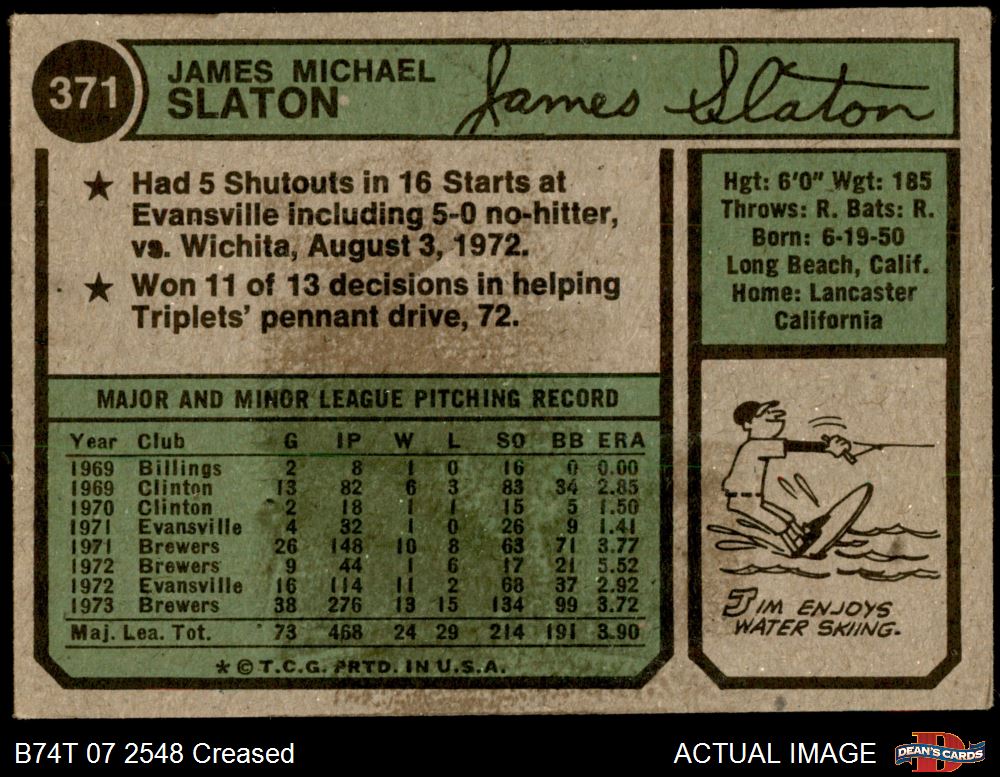 371
JAMES MICHAEL
SLATON
James Slaton
★ Had 5 Shutouts in 16 Starts at
Evansville including 5-0 no-hitter,
vs. Wichita, August 3, 1972.
★ Won 11 of 13 decisions in helping
Triplets' pennant drive, 72.
Hgt: 6'0" Wgt: 185
Throws: R. Bats: R.
Born: 6-19-50
Long Beach, Calif.
Home: Lancaster
California
MAJOR AND MINOR LEAGUE PITCHING RECORD
Year Club G IP W L SO BB ERA
1969 Billings 2 8 1 0 16 0 0.00
1969 Clinton 13 82 6 3 83 34 2.85
1970 Clinton 2 18 1 1 15 5 1.50
1971 Evansville 4 32 1 0 26 9 1.41
1971 Brewers 26 148 10 8 63 71 3.77
1972 Brewers 9 44 1 6 17 21 5.52
1972 Evansville 16 114 11 2 68 37 2.92
1973 Brewers 38 276 13 15 134 99 3.72
Maj. Lea. Tot. 73 468 24 29 214 191 3.90
* © T.C.G. PRTD. IN U.S.A.
JIM ENJOYS
WATER SKIING.
B74T 07 2548 Creased
ACTUAL IMAGE
DEAN'S CARDS